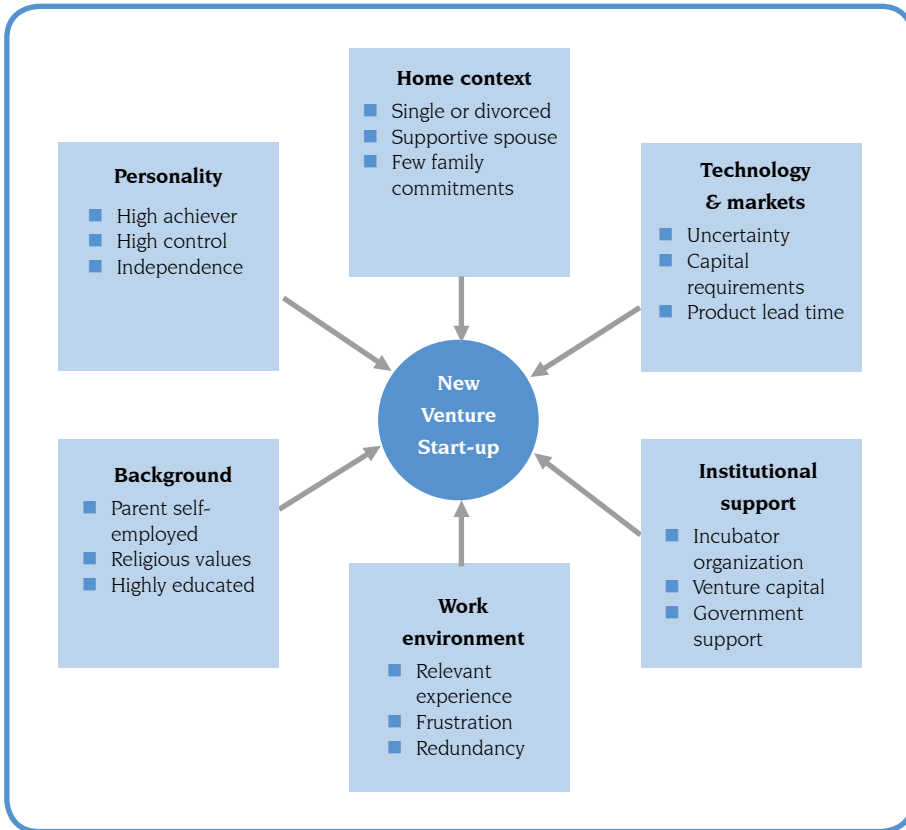 Home context
Single or divorced
Supportive spouse
Few family
commitments
Personality
High achiever
High control
Independence
Technology
& markets
Uncertainty
Capital
requirements
Product lead time
New
Venture
Start-up
Background
Parent self-
employed
Religious values
Highly educated
Institutional
support
Incubator
organization
Venture capital
Government
support
Work
environment
Relevant
experience
Frustration
Redundancy